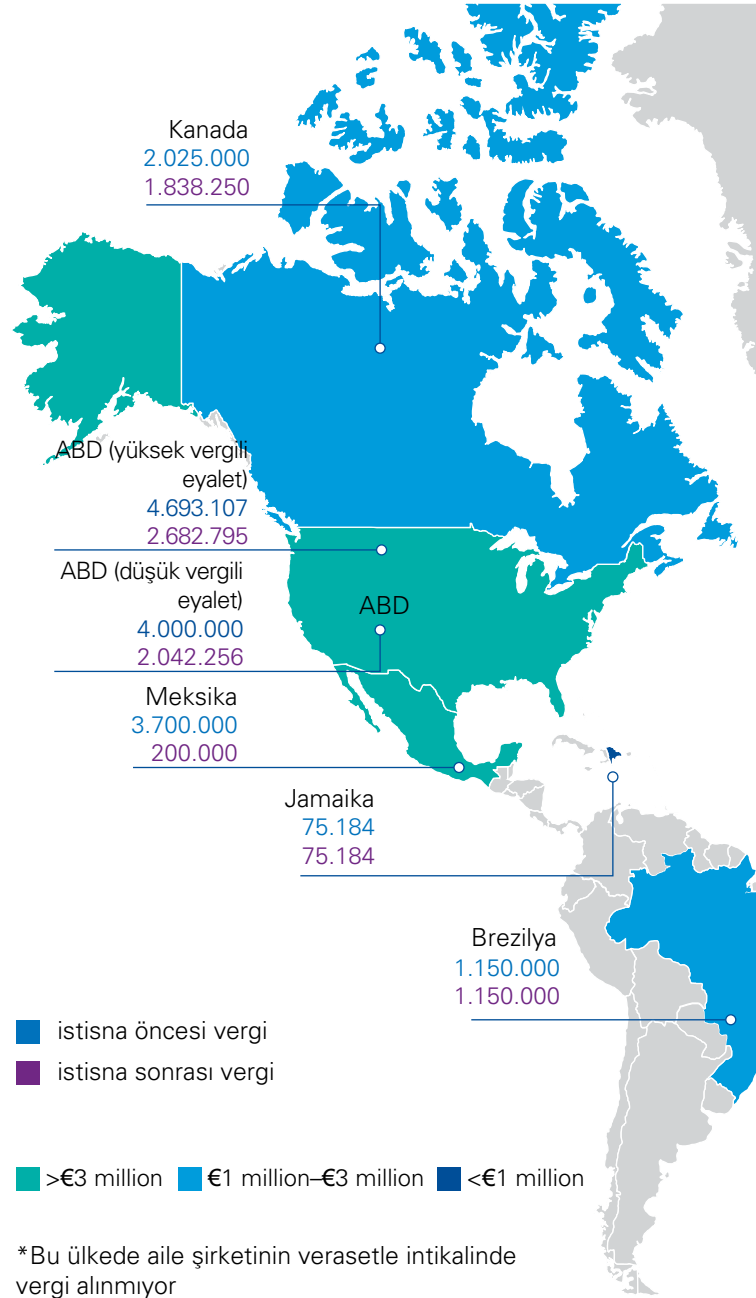 Kanada
2.025.000
1.838.250
ABD (yüksek vergili
eyalet)
4.693.107
2.682.795
ABD (düşük vergili
eyalet)
4.000.000
2.042.256
ABD
Meksika
3.700.000
200.000
Jamaika
75.184
75.184
Brezilya
1.150.000
1.150.000
istisna öncesi vergi
istisna sonrası vergi
>€3 million €1 million–€3 million <€1 million
*Bu ülkede aile şirketinin verasetle intikalinde
vergi alınmıyor